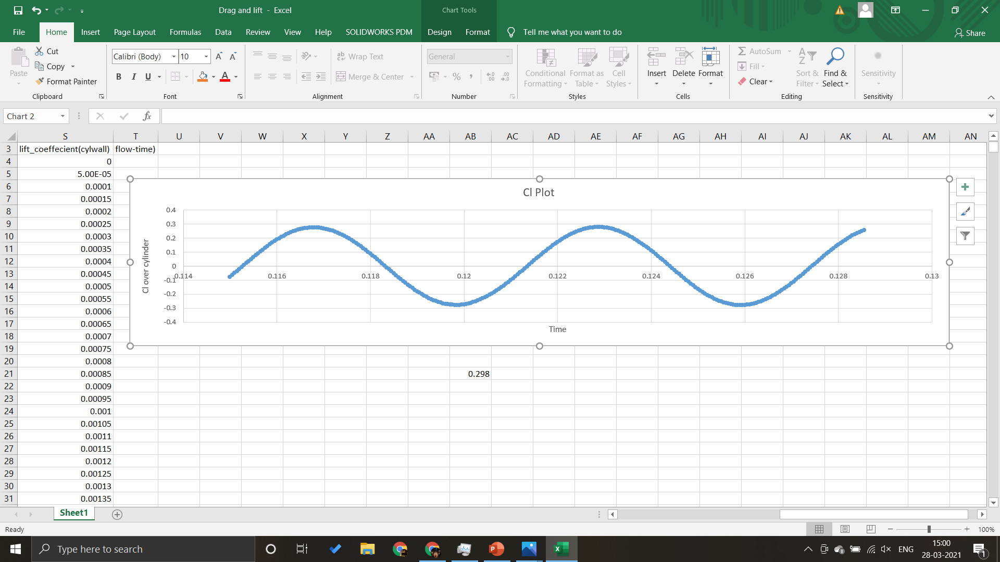 Drag and lift - Excel
Chart Tools
File Home Insert Page Layout Formulas Data Review View Help SOLIDWORKS PDM Design Format Tell me what you want to do Share
Paste
Cut
Copy
Format Painter
Clipboard
Calibri (Body) 10
B I U
Font
Wrap Text
Merge & Center
Alignment
General
Number
Conditional Formatting
Format as Table
Cell Styles
Styles
Insert Delete Format
Cells
AutoSum
Fill
Clear
Sort & Filter
Find & Select
Editing
Sensitivity
Sensitivity
Chart 2
fx
S T U V W X Y Z AA AB AC AD AE AF AG AH AI AJ AK AL AM AN
3 lift_coeffecient(cylwall) flow-time)
4 0
5 5.00E-05
6 0.0001
7 0.00015
8 0.0002
9 0.00025
10 0.0003
11 0.00035
12 0.0004
13 0.00045
14 0.0005
15 0.00055
16 0.0006
17 0.00065
18 0.0007
19 0.00075
20 0.0008
21 0.00085 0.298
22 0.0009
23 0.00095
24 0.001
25 0.00105
26 0.0011
27 0.00115
28 0.0012
29 0.00125
30 0.0013
31 0.00135
Cl Plot
Cl over cylinder
0.4
0.3
0.2
0.1
0
-0.1
-0.2
-0.3
-0.4
0.114 0.116 0.118 0.12 0.122 0.124 0.126 0.128 0.13
Time
Sheet1
Ready
100%
Type here to search
ENG
15:00
28-03-2021
1